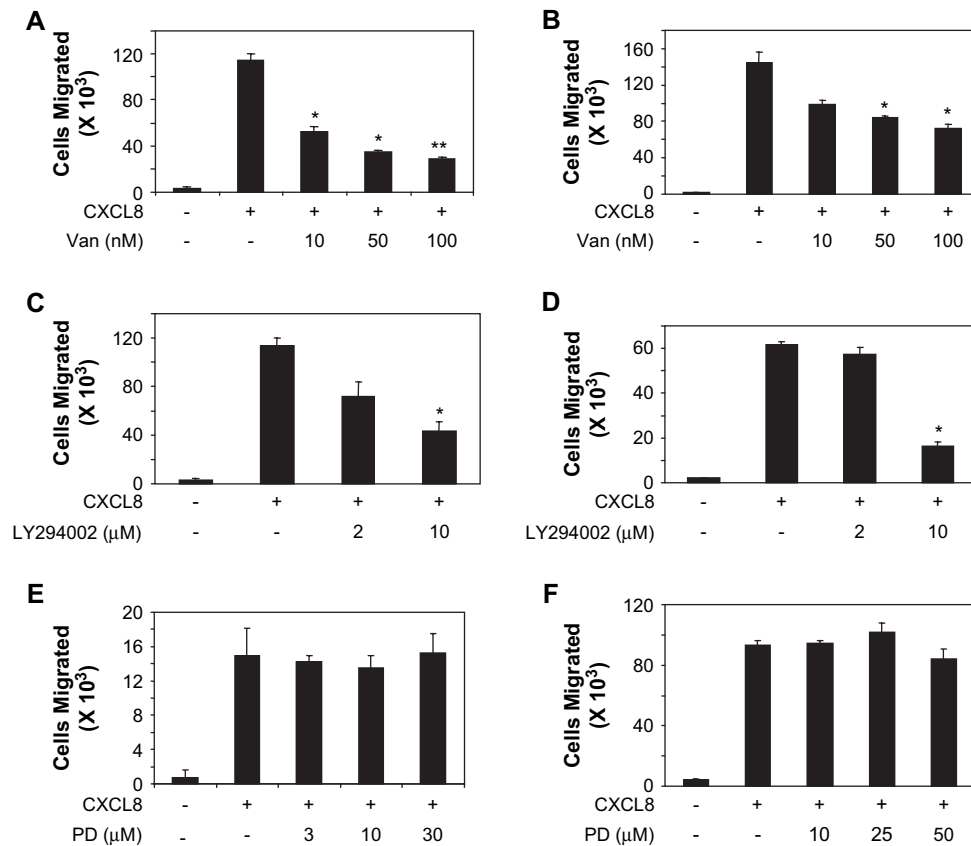 A
Cells Migrated
(X 10³)
120
80
40
0
*
*
**
CXCL8 - + + + +
Van (nM) - - 10 50 100
B
Cells Migrated
(X 10³)
160
120
80
40
0
*
*
CXCL8 - + + + +
Van (nM) - - 10 50 100
C
Cells Migrated
(X 10³)
120
80
40
0
*
CXCL8 - + + +
LY294002 (μM) - - 2 10
D
Cells Migrated
(X 10³)
60
40
20
0
*
CXCL8 - + + +
LY294002 (μM) - - 2 10
E
Cells Migrated
(X 10³)
20
16
12
8
4
0
CXCL8 - + + + +
PD (μM) - - 3 10 30
F
Cells Migrated
(X 10³)
120
80
40
0
CXCL8 - + + + +
PD (μM) - - 10 25 50